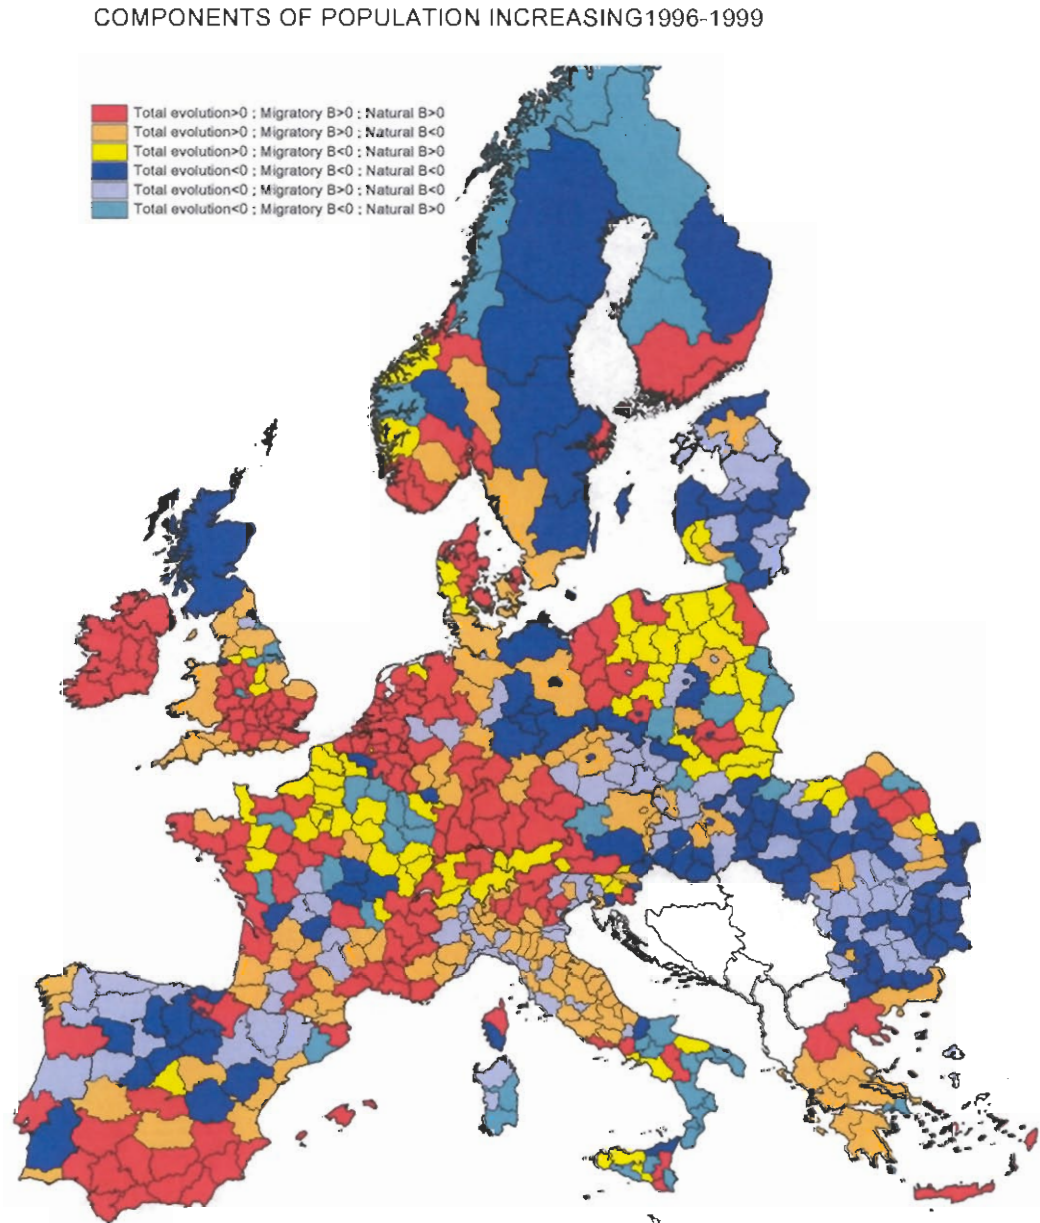 COMPONENTS OF POPULATION INCREASING1996-1999
Total evolution>0 ; Migratory B>0 ; Natural B>0
Total evolution>0 ; Migratory B>0 ; Natural B<0
Total evolution>0 ; Migratory B<0 ; Natural B>0
Total evolution<0 ; Migratory B<0 ; Natural B<0
Total evolution<0 ; Migratory B>0 ; Natural B<0
Total evolution<0 ; Migratory B<0 ; Natural B>0